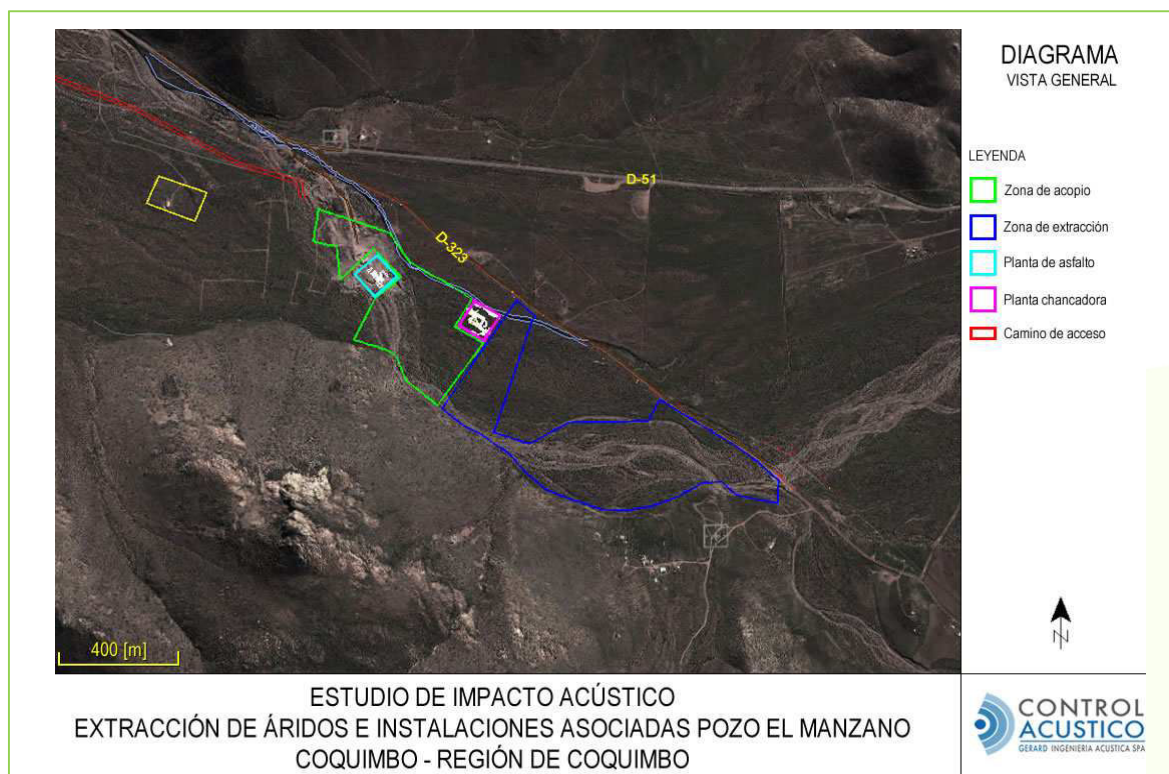 DIAGRAMA
VISTA GENERAL
LEYENDA
Zona de acopio
Zona de extracción
Planta de asfalto
Planta chancadora
Camino de acceso
D-51
D-323
400 [m]
N
ESTUDIO DE IMPACTO ACÚSTICO
EXTRACCIÓN DE ÁRIDOS E INSTALACIONES ASOCIADAS POZO EL MANZANO
COQUIMBO - REGIÓN DE COQUIMBO
CONTROL
ACUSTICO
GERARD INGENIERIA ACUSTICA SPA